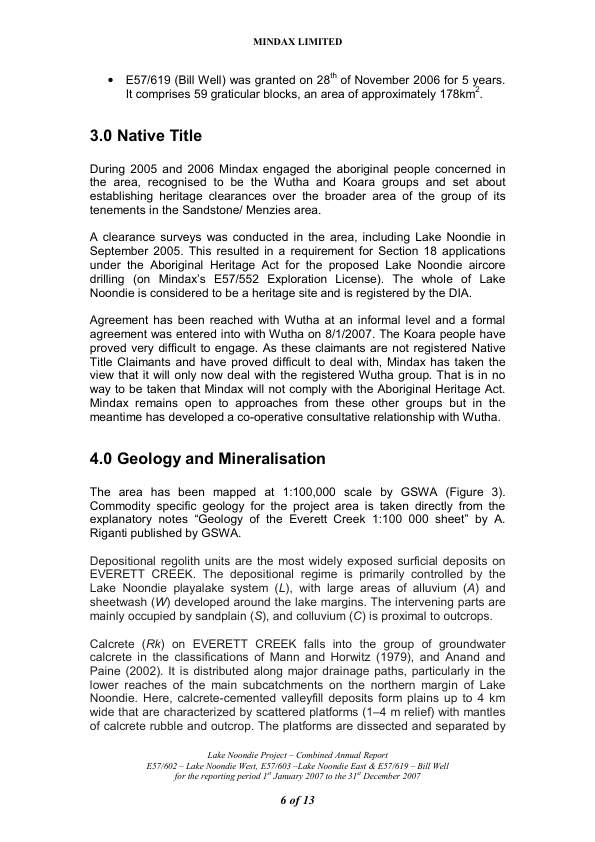 MINDAX LIMITED
• E57/619 (Bill Well) was granted on 28th of November 2006 for 5 years.
It comprises 59 graticular blocks, an area of approximately 178km2.
3.0 Native Title
During 2005 and 2006 Mindax engaged the aboriginal people concerned in
the area, recognised to be the Wutha and Koara groups and set about
establishing heritage clearances over the broader area of the group of its
tenements in the Sandstone/ Menzies area.
A clearance surveys was conducted in the area, including Lake Noondie in
September 2005. This resulted in a requirement for Section 18 applications
under the Aboriginal Heritage Act for the proposed Lake Noondie aircore
drilling (on Mindax's E57/552 Exploration License). The whole of Lake
Noondie is considered to be a heritage site and is registered by the DIA.
Agreement has been reached with Wutha at an informal level and a formal
agreement was entered into with Wutha on 8/1/2007. The Koara people have
proved very difficult to engage. As these claimants are not registered Native
Title Claimants and have proved difficult to deal with, Mindax has taken the
view that it will only now deal with the registered Wutha group. That is in no
way to be taken that Mindax will not comply with the Aboriginal Heritage Act.
Mindax remains open to approaches from these other groups but in the
meantime has developed a co-operative consultative relationship with Wutha.
4.0 Geology and Mineralisation
The area has been mapped at 1:100,000 scale by GSWA (Figure 3).
Commodity specific geology for the project area is taken directly from the
explanatory notes “Geology of the Everett Creek 1:100 000 sheet” by A.
Riganti published by GSWA.
Depositional regolith units are the most widely exposed surficial deposits on
EVERETT CREEK. The depositional regime is primarily controlled by the
Lake Noondie playalake system (L), with large areas of alluvium (A) and
sheetwash (W) developed around the lake margins. The intervening parts are
mainly occupied by sandplain (S), and colluvium (C) is proximal to outcrops.
Calcrete (Rk) on EVERETT CREEK falls into the group of groundwater
calcrete in the classifications of Mann and Horwitz (1979), and Anand and
Paine (2002). It is distributed along major drainage paths, particularly in the
lower reaches of the main subcatchments on the northern margin of Lake
Noondie. Here, calcrete-cemented valleyfill deposits form plains up to 4 km
wide that are characterized by scattered platforms (1–4 m relief) with mantles
of calcrete rubble and outcrop. The platforms are dissected and separated by
Lake Noondie Project – Combined Annual Report
E57/602 – Lake Noondie West, E57/603 –Lake Noondie East & E57/619 – Bill Well
for the reporting period 1st January 2007 to the 31st December 2007
6 of 13